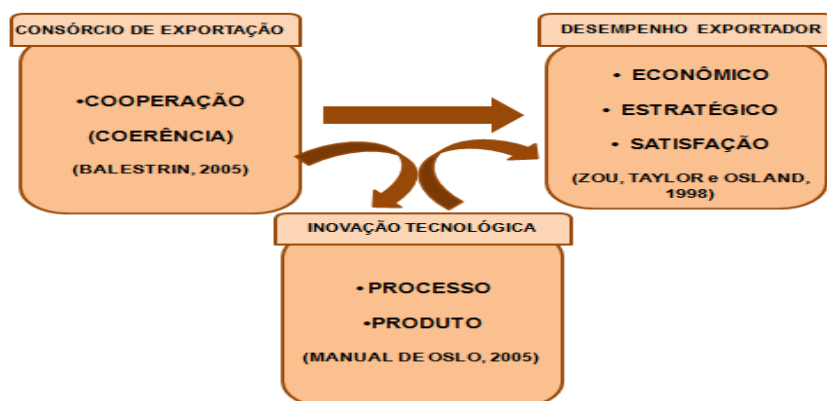 CONSÓRCIO DE EXPORTAÇÃO
•COOPERAÇÃO
(COERÊNCIA)
(BALESTRIN, 2005)
DESEMPENHO EXPORTADOR
• ECONÔMICO
• ESTRATÉGICO
• SATISFAÇÃO
(ZOU, TAYLOR e OSLAND,
1998)
INOVAÇÃO TECNOLÓGICA
• PROCESSO
•PRODUTO
(MANUAL DE OSLO, 2005)